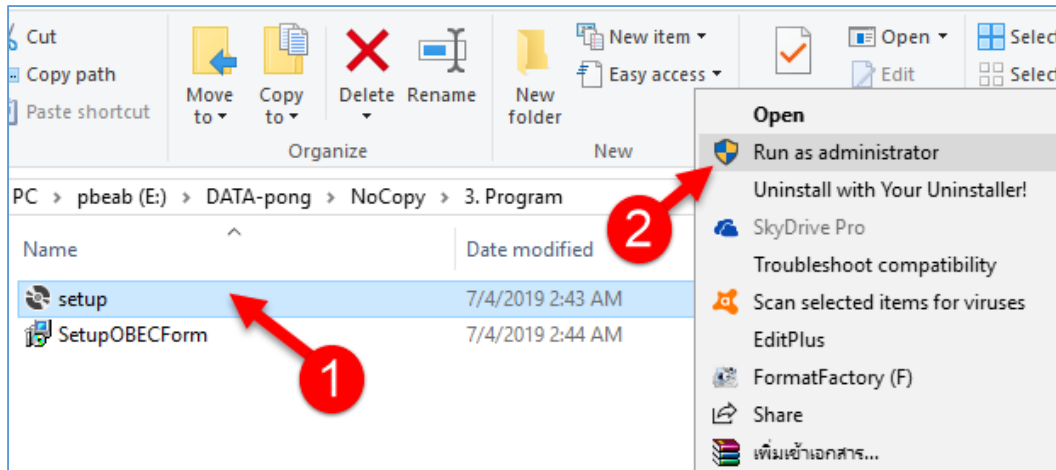 Cut
Copy path
Paste shortcut
Move to
Copy to
Delete
Rename
New folder
New item
Easy access
Open
Edit
Select
Select
Organize
New
PC > pbeab (E:) > DATA-pong > NoCopy > 3. Program
Name
Date modified
setup
7/4/2019 2:43 AM
SetupOBECForm
7/4/2019 2:44 AM
1
2
Open
Run as administrator
Uninstall with Your Uninstaller!
SkyDrive Pro
Troubleshoot compatibility
Scan selected items for viruses
EditPlus
FormatFactory (F)
Share
เพิ่มเข้าเอกสาร...